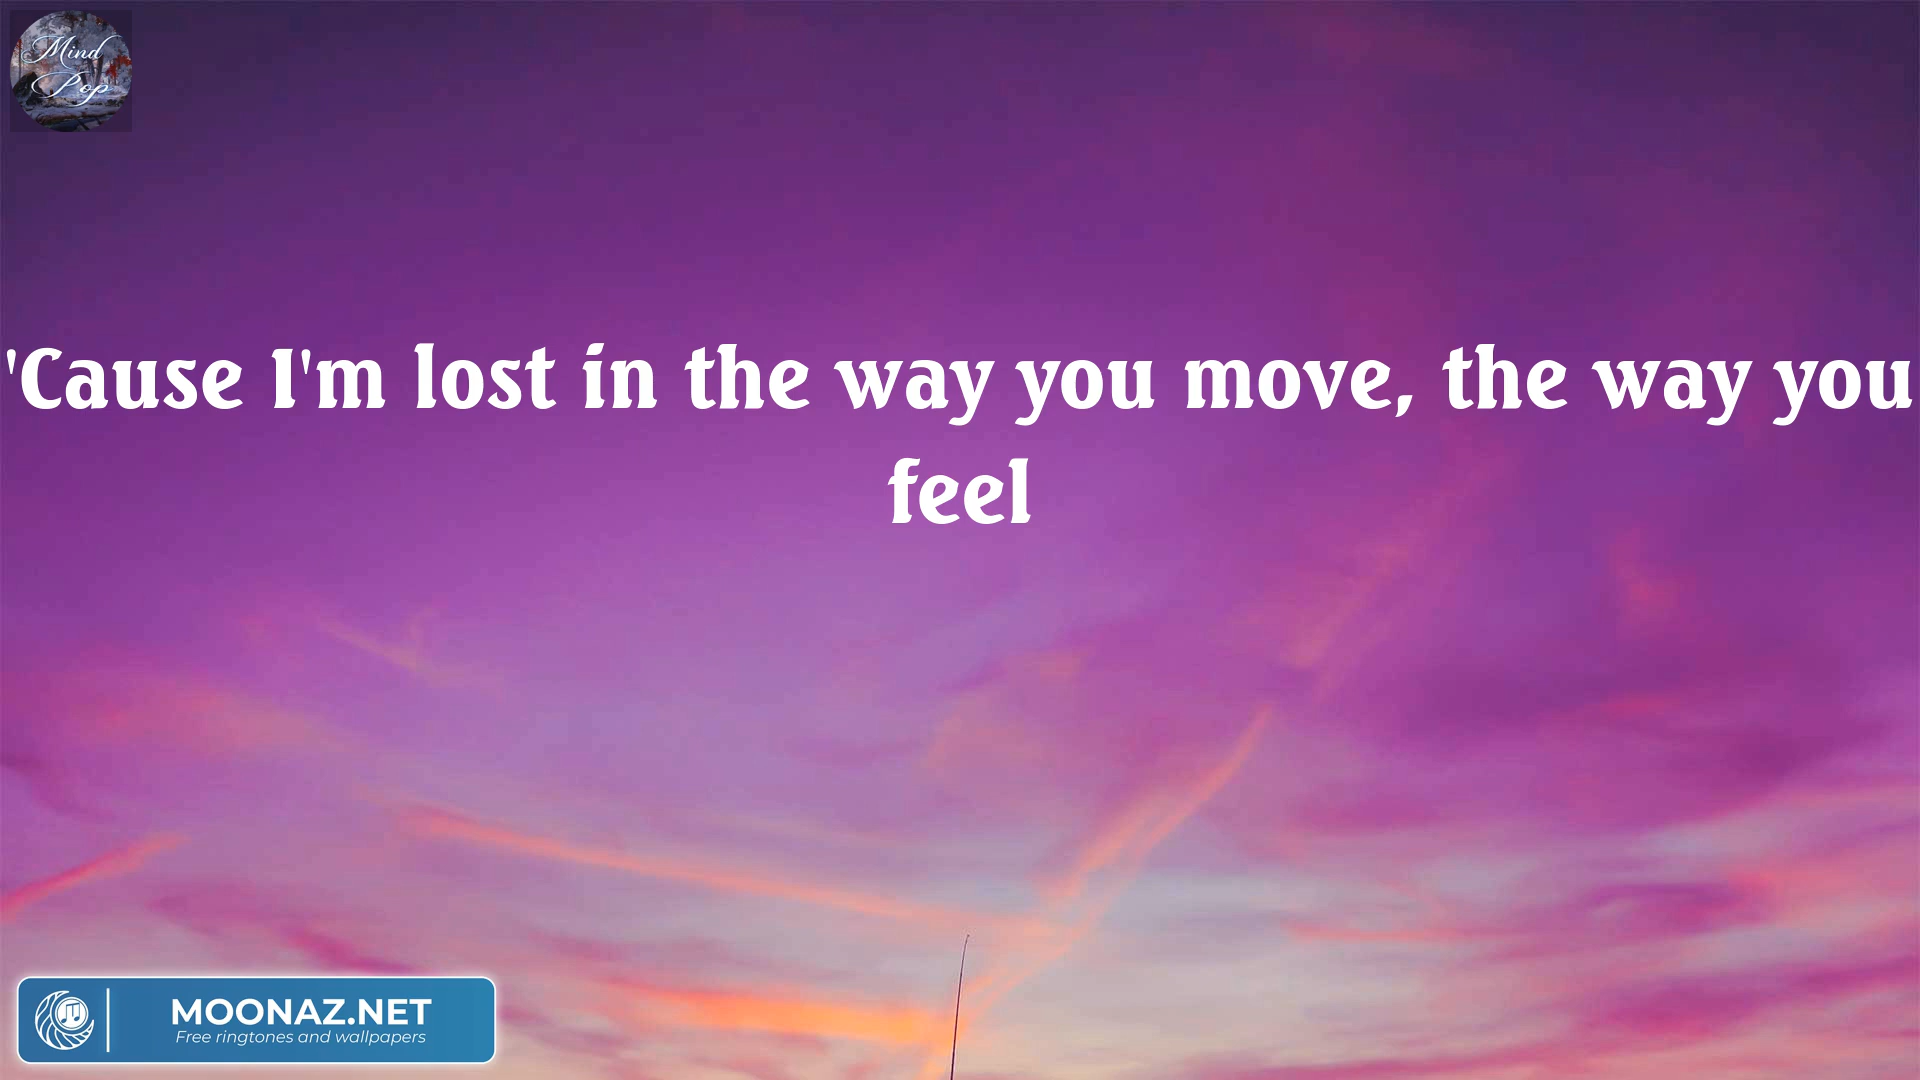 Mind
Pop
'Cause I'm lost in the way you move, the way you
feel
MOONAZ.NET
Free ringtones and wallpapers